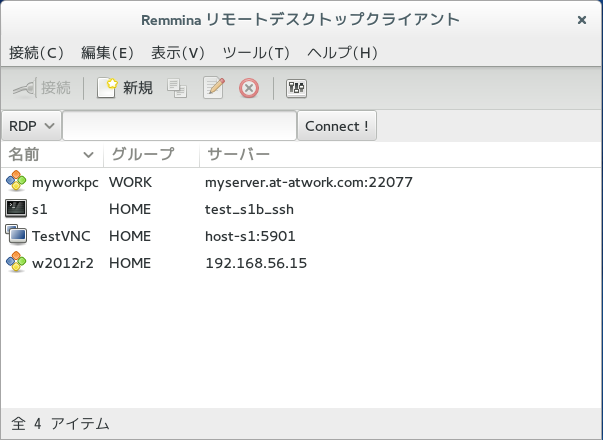 Remmina リモートデスクトップクライアント
接続(C) 編集(E) 表示(V) ツール(T) ヘルプ(H)
接続 新規
RDP Connect !
名前 グループ サーバー
myworkpc WORK myserver.at-atwork.com:22077
s1 HOME test_s1b_ssh
TestVNC HOME host-s1:5901
w2012r2 HOME 192.168.56.15
全 4 アイテム